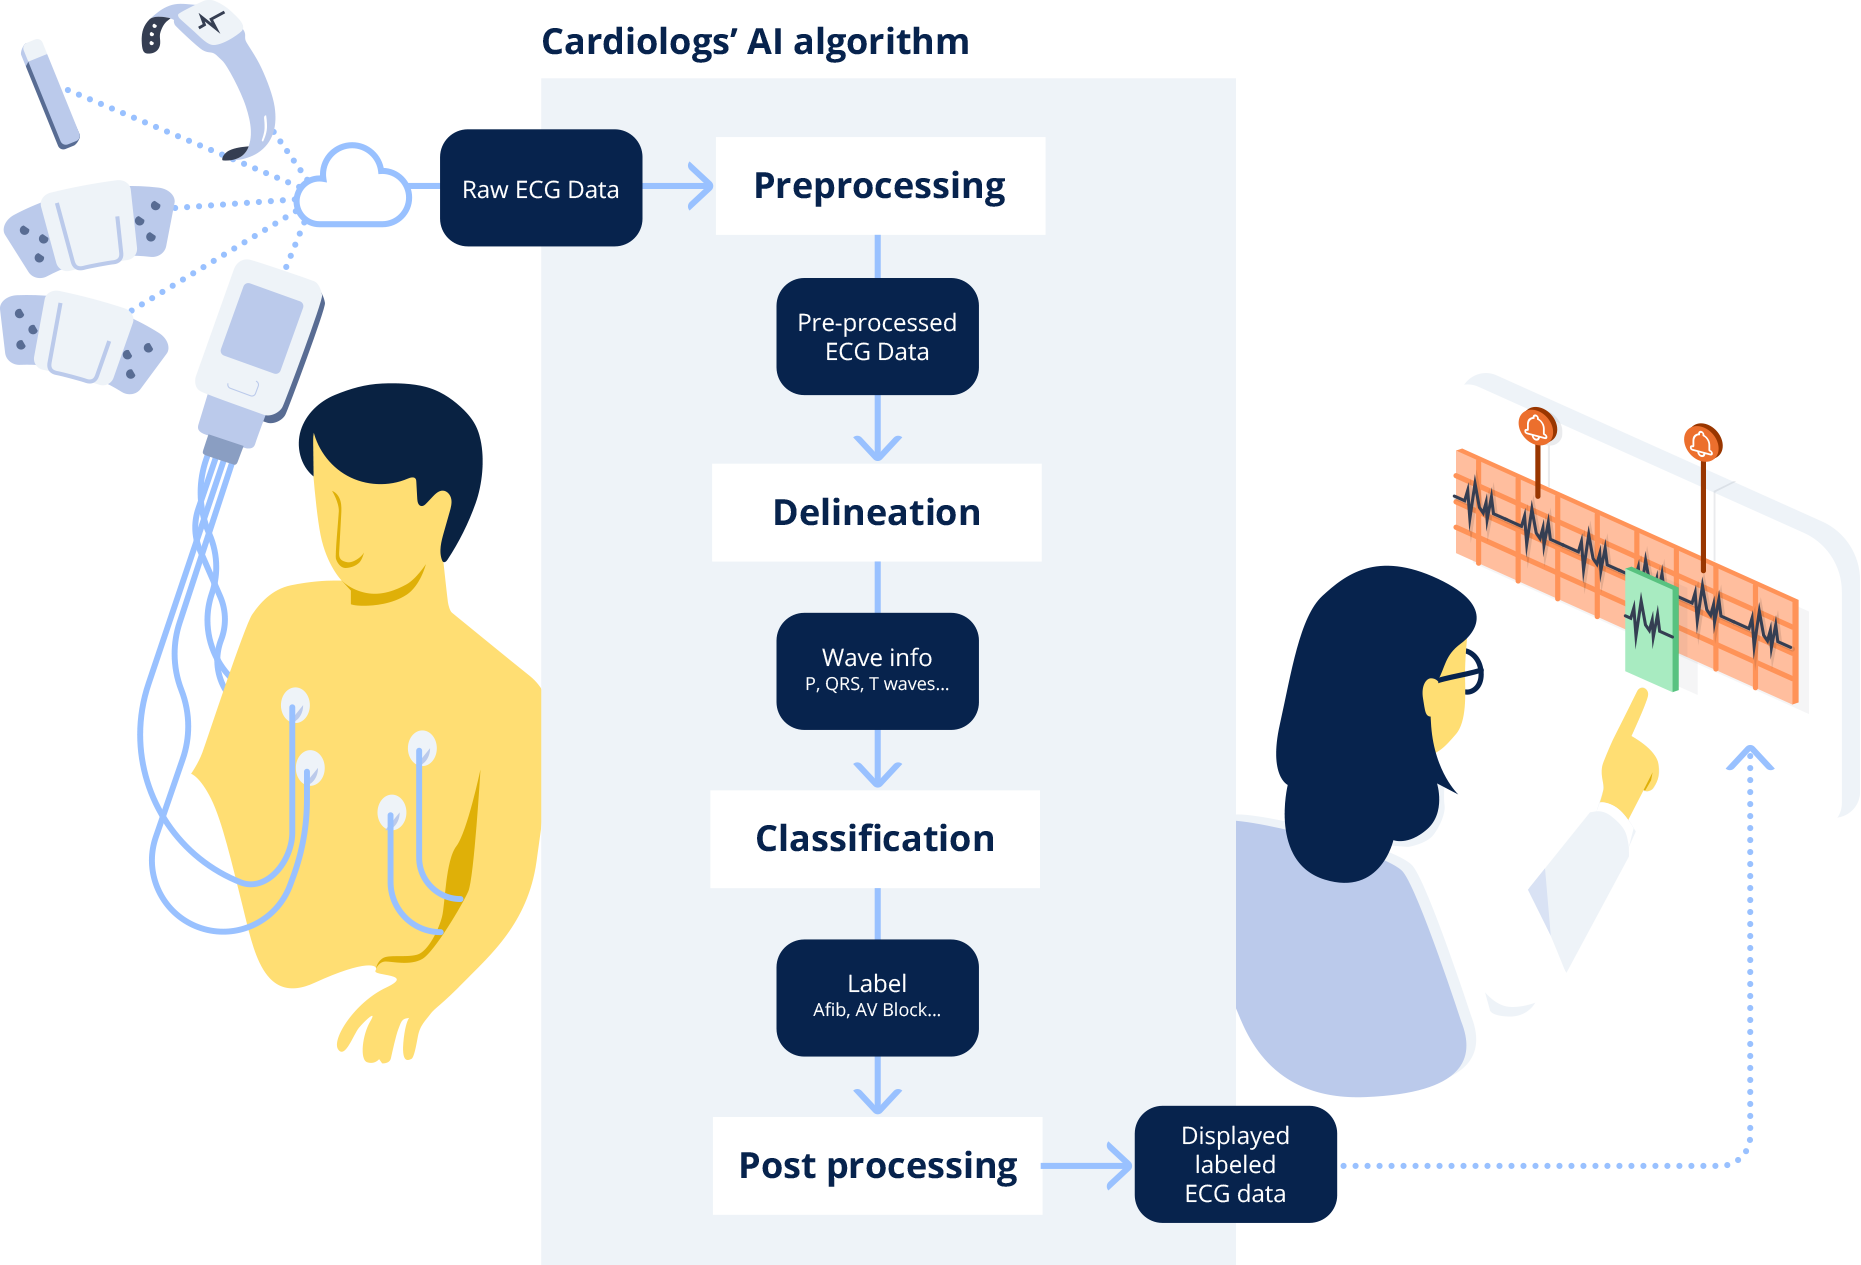 Cardiologs’ AI algorithm
Raw ECG Data
Preprocessing
Pre-processed
ECG Data
Delineation
Wave info
P, QRS, T waves...
Classification
Label
Afib, AV Block...
Post processing
Displayed
labeled
ECG data